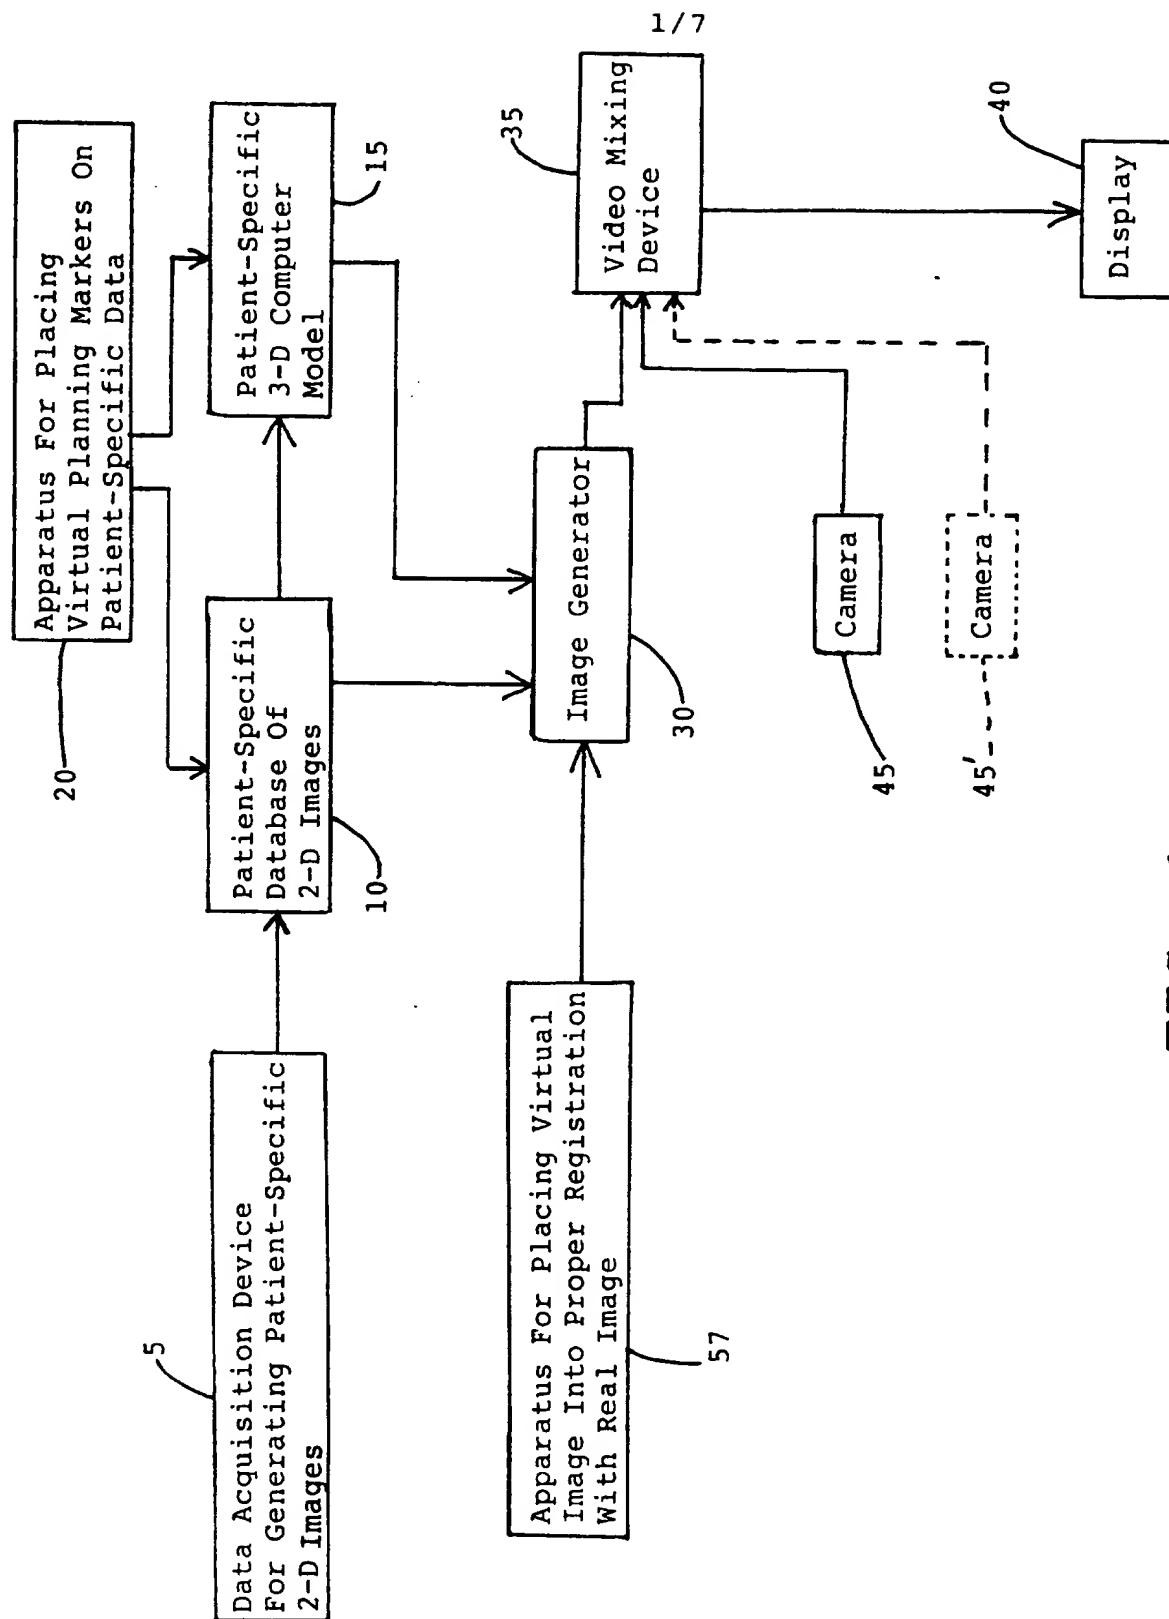 1/7
Apparatus For Placing
Virtual Planning Markers On
Patient-Specific Data
20
Data Acquisition Device
For Generating Patient-Specific
2-D Images
5
Patient-Specific
Database Of
2-D Images
10
Patient-Specific
3-D Computer
Model
15
Apparatus For Placing Virtual
Image Into Proper Registration
With Real Image
57
Image Generator
30
Video Mixing
Device
35
Camera
45
Camera
45'
Display
40